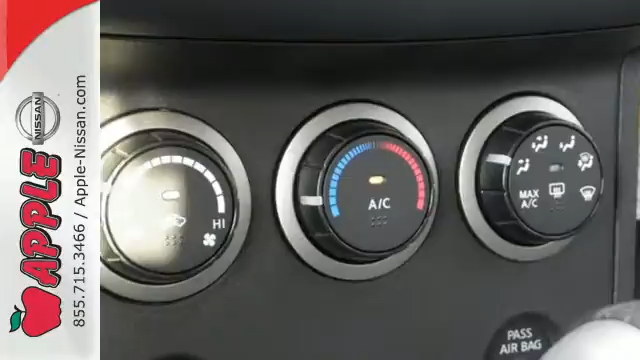 NISSAN
APPLE
855.715.3466 / Apple-Nissan.com
HI
A/C
MAX
A/C
PASS
AIR BAG